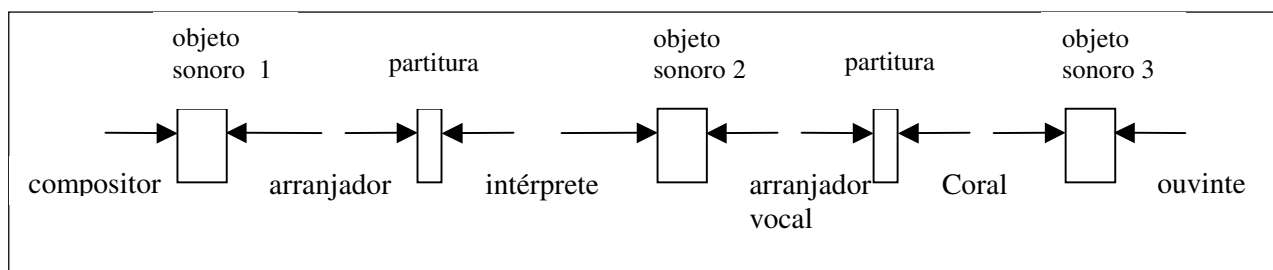 objeto
sonoro 1
partitura
objeto
sonoro 2
partitura
objeto
sonoro 3
compositor
arranjador
intérprete
arranjador
vocal
Coral
ouvinte